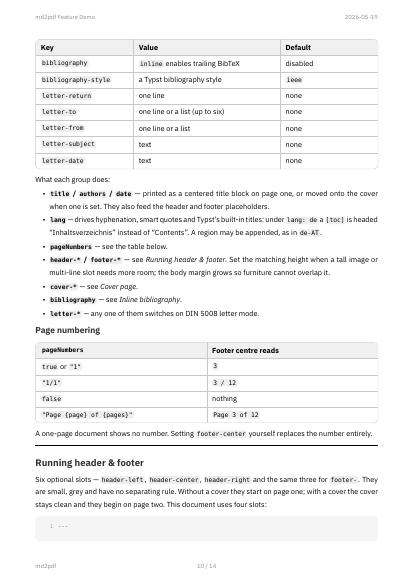 md2pdf Feature Demo 2026-05-19
Key Value Default
bibliography inline enables trailing BibTeX disabled
bibliography-style a Typst bibliography style ieee
letter-return one line none
letter-to one line or a list (up to six) none
letter-from one line or a list none
letter-subject text none
letter-date text none
What each group does:
• title / authors / date — printed as a centered title block on page one, or moved onto the cover
when one is set. They also feed the header and footer placeholders.
• lang — drives hyphenation, smart quotes and Typst's built-in titles: under lang: de a [toc] is headed
“Inhaltsverzeichnis” instead of “Contents”. A region may be appended, as in de-AT.
• pageNumbers — see the table below.
• header-* / footer-* — see Running header & footer. Set the matching height when a tall image or
multi-line slot needs more room; the body margin grows so furniture cannot overlap it.
• cover-* — see Cover page.
• bibliography — see Inline bibliography.
• letter-* — any one of them switches on DIN 5008 letter mode.
Page numbering
pageNumbers Footer centre reads
true or "1" 3
"1/1" 3 / 12
false nothing
"Page {page} of {pages}" Page 3 of 12
A one-page document shows no number. Setting footer-center yourself replaces the number entirely.
Running header & footer
Six optional slots — header-left, header-center, header-right and the same three for footer-. They
are small, grey and have no separating rule. Without a cover they start on page one; with a cover the cover
stays clean and they begin on page two. This document uses four slots:
1 ---
md2pdf 10 / 14